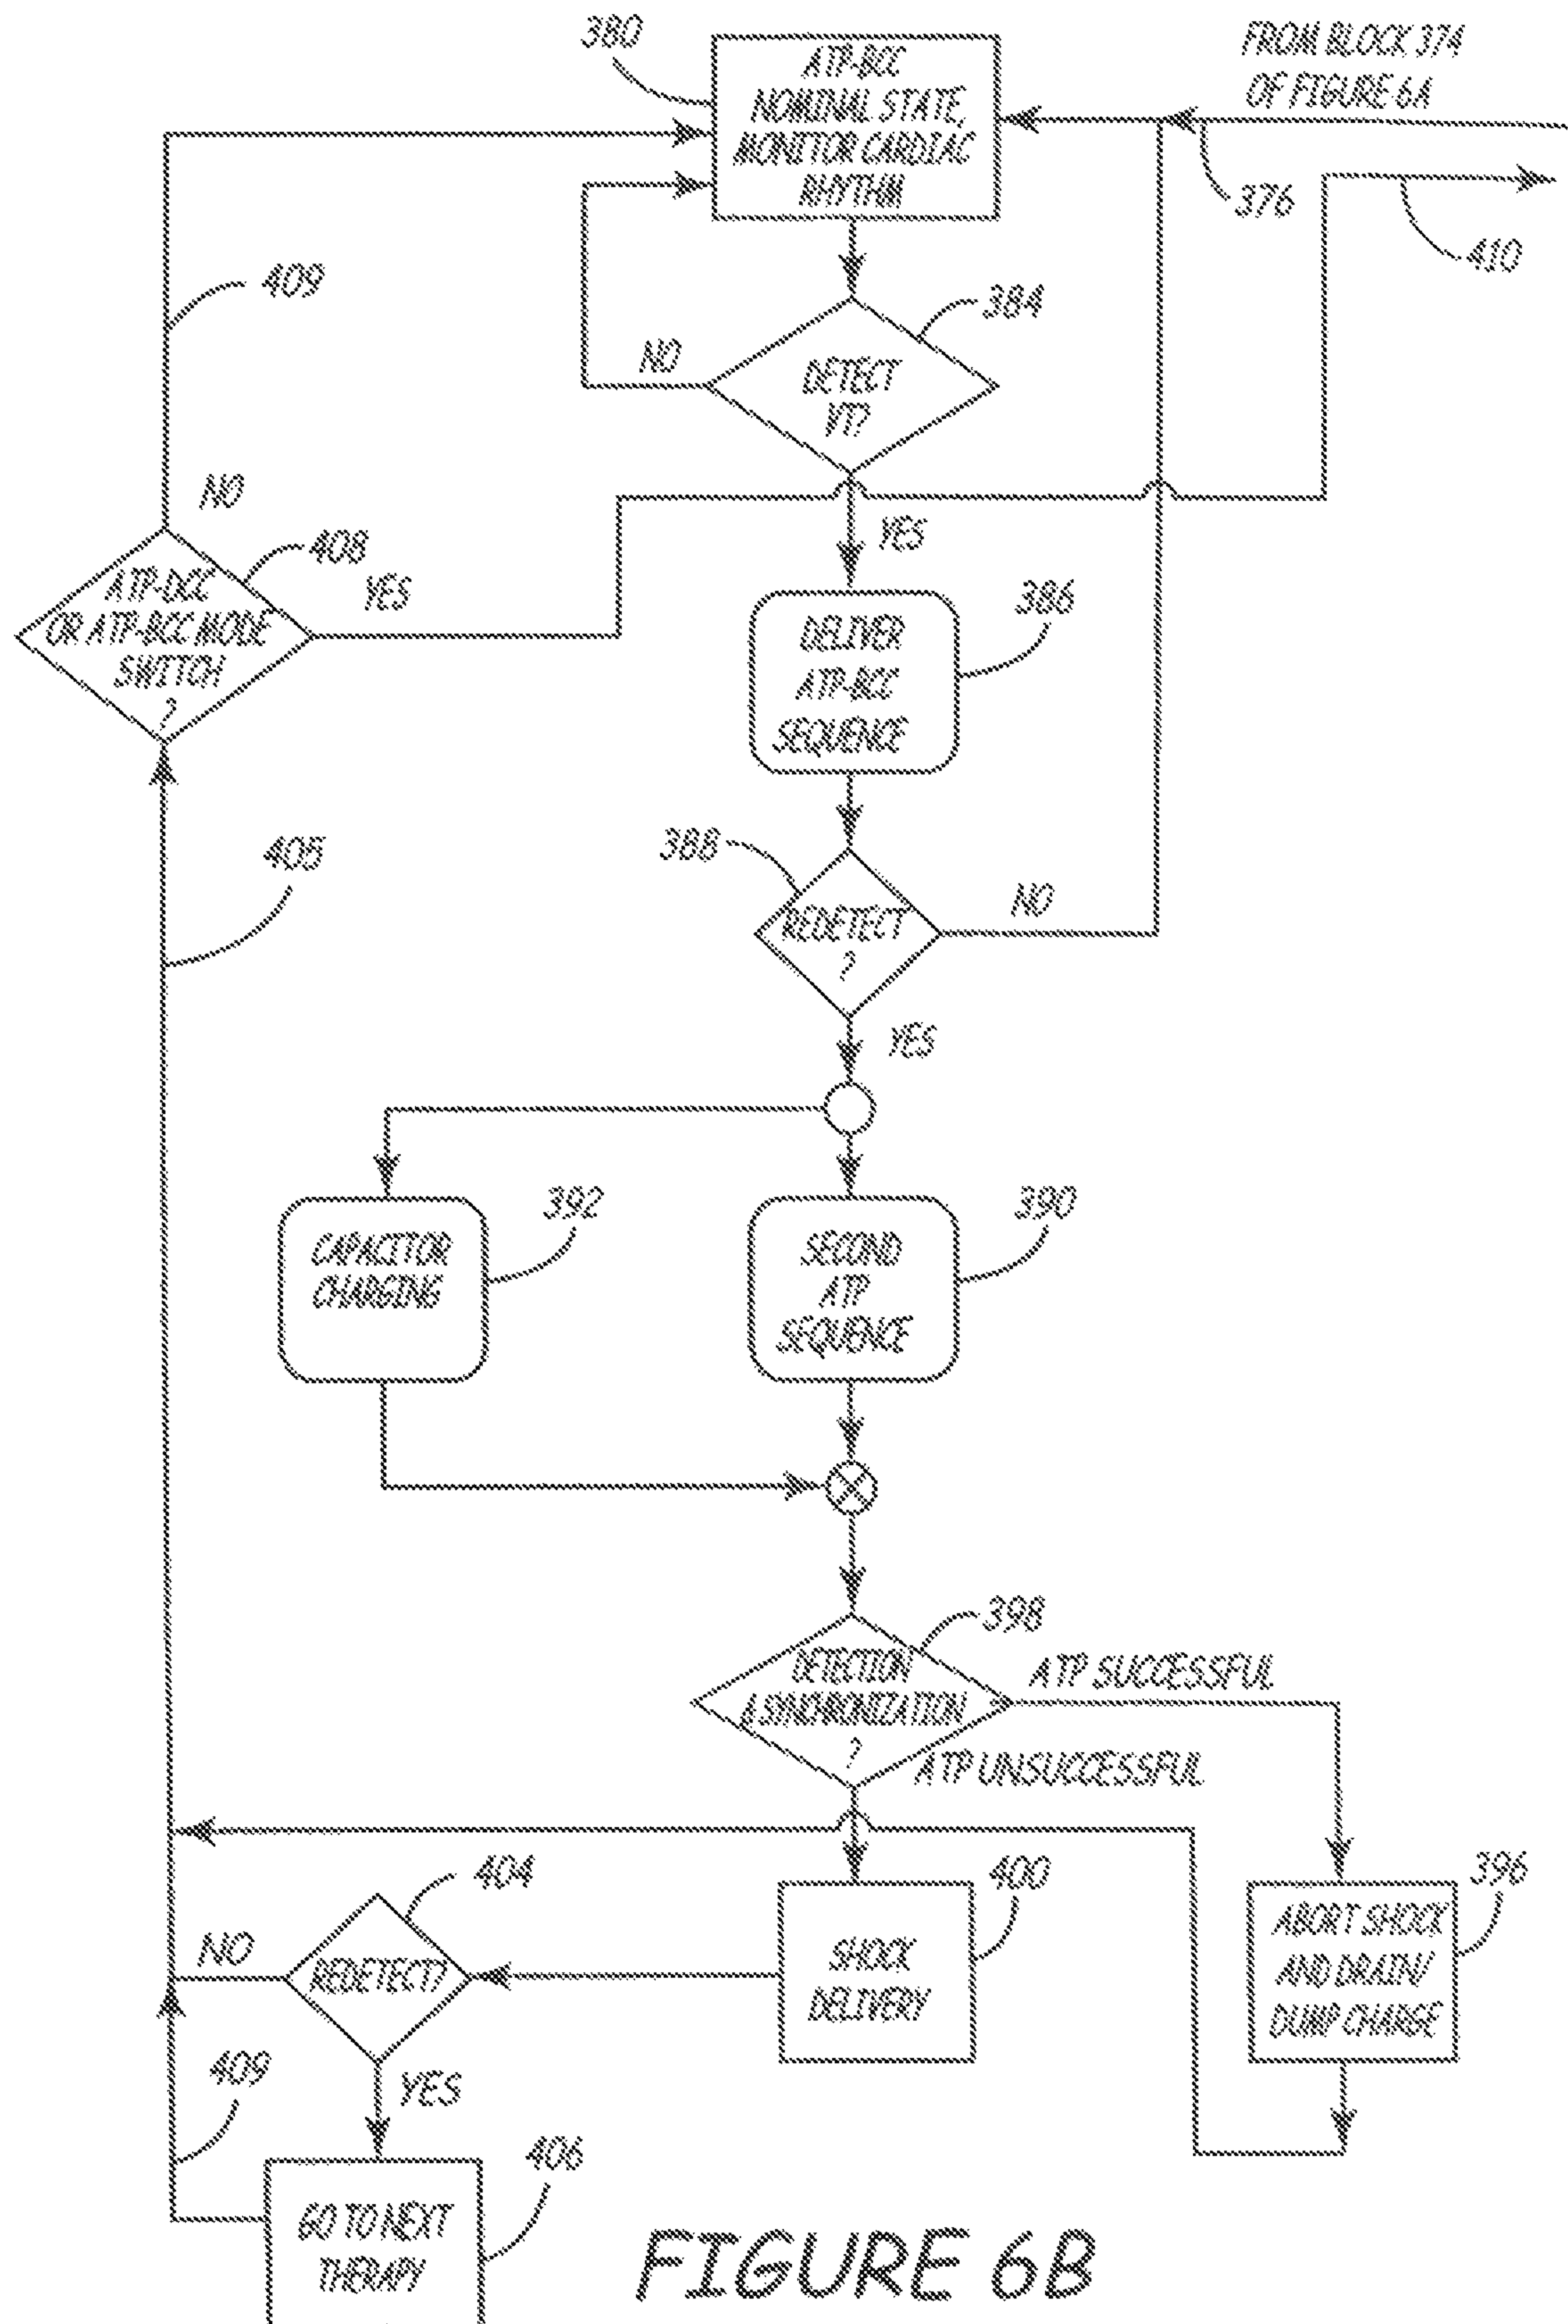 380
ATP-BCC
NOMINAL STATE,
MONITOR CARDIAC
RHYTHM
FROM BLOCK 374
OF FIGURE 6A
376
410
409
384
NO
DETECT
VT?
NO
YES
408
ATP-DCC
OR ATP-BCC MODE
SWITCH
?
YES
386
DELIVER
ATP-BCC
SEQUENCE
405
388
REDETECT
?
NO
YES
392
CAPACITOR
CHARGING
390
SECOND
ATP
SEQUENCE
398
DETECTION
&SYNCHRONIZATION
?
ATP SUCCESSFUL
ATP UNSUCCESSFUL
404
400
396
NO
REDETECT?
SHOCK
DELIVERY
ABORT SHOCK
AND DRAIN/
DUMP CHARGE
409
YES
406
GO TO NEXT
THERAPY
FIGURE 6B